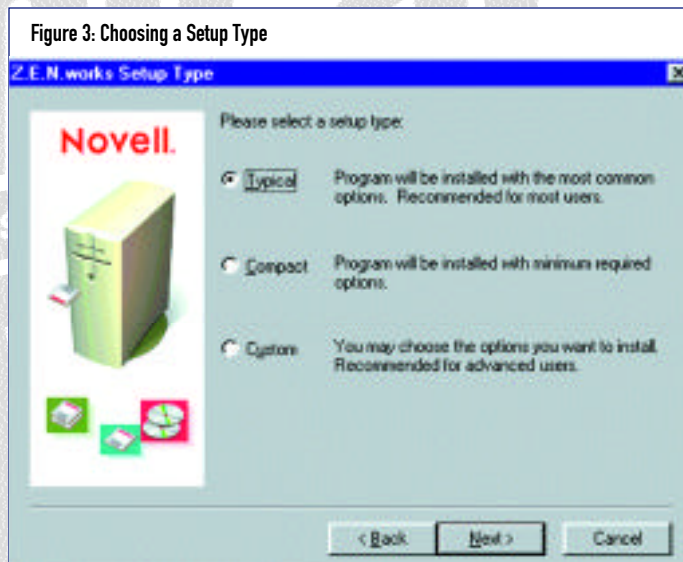 Figure 3: Choosing a Setup Type
Z.E.N.works Setup Type
Novell.
Please select a setup type:
Typical
Program will be installed with the most common
options. Recommended for most users.
Compact
Program will be installed with minimum required
options.
Custom
You may choose the options you want to install.
Recommended for advanced users.
< Back
Next >
Cancel